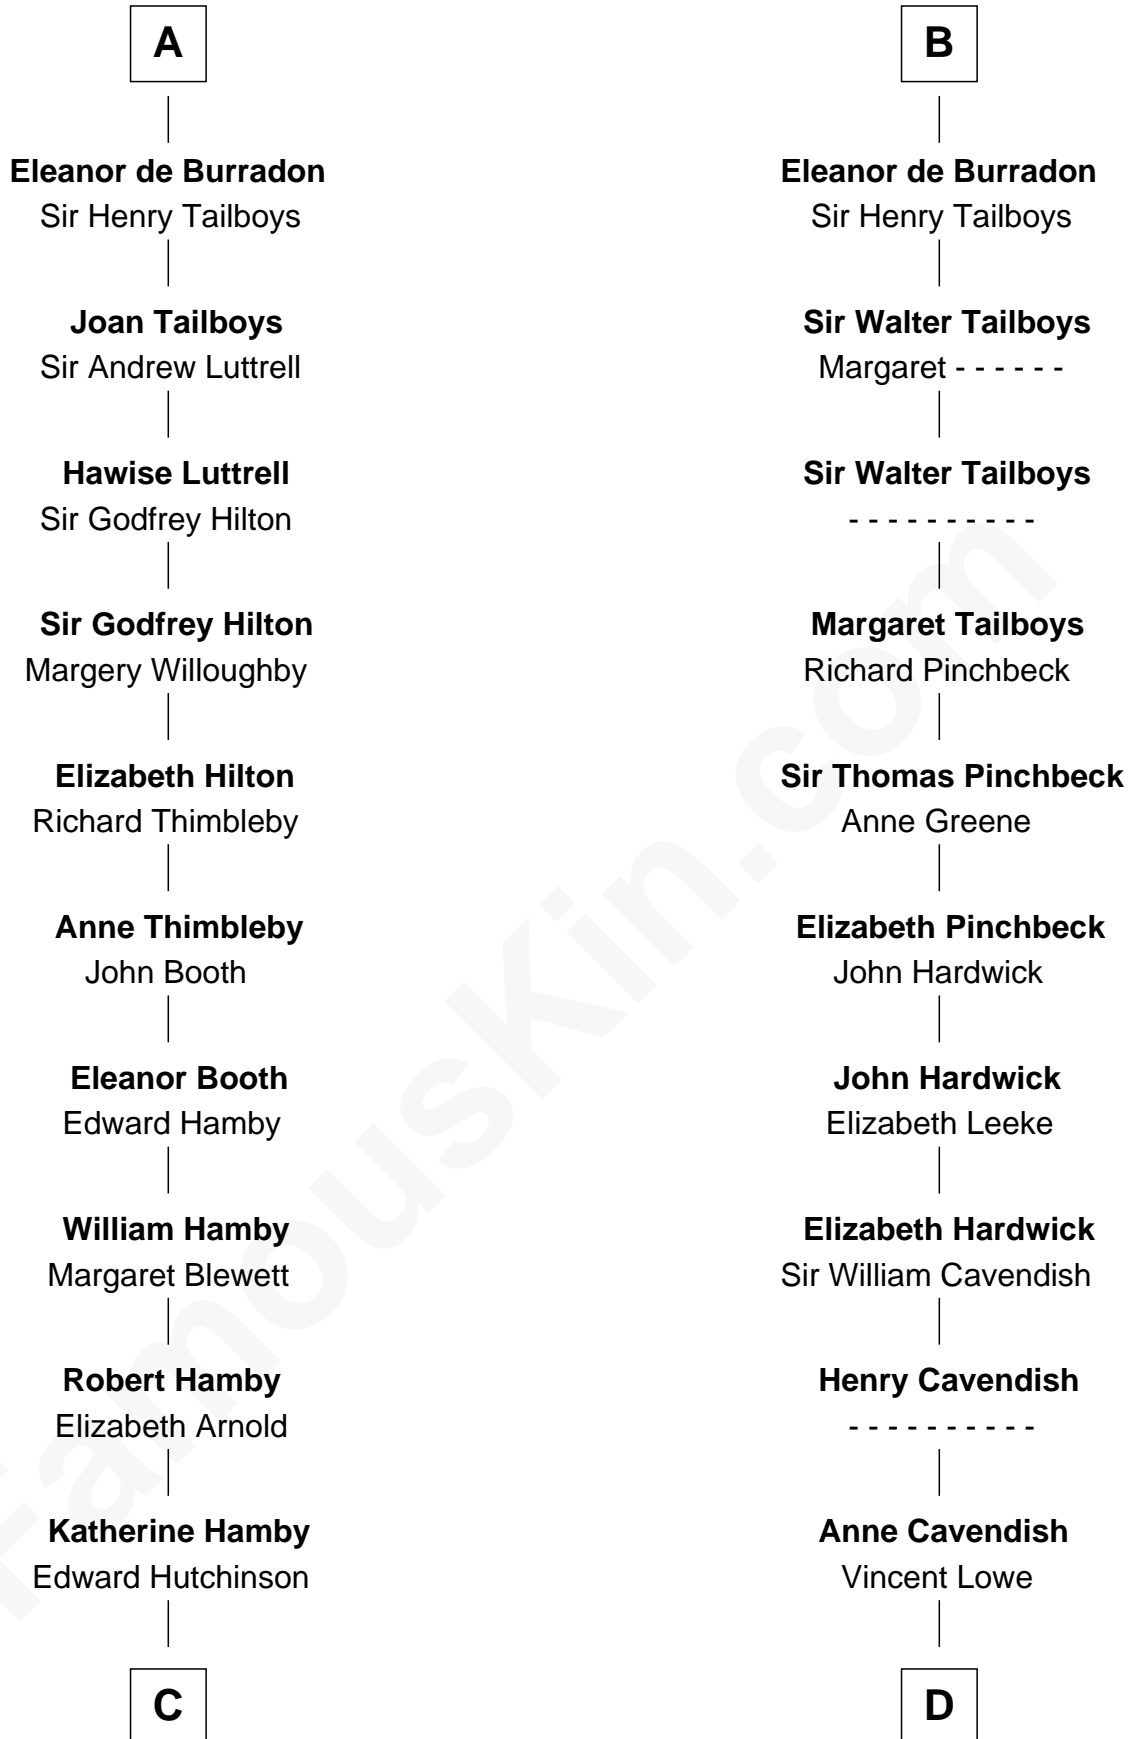 A
Eleanor de Burradon
Sir Henry Tailboys
Joan Tailboys
Sir Andrew Luttrell
Hawise Luttrell
Sir Godfrey Hilton
Sir Godfrey Hilton
Margery Willoughby
Elizabeth Hilton
Richard Thimbleby
Anne Thimbleby
John Booth
Eleanor Booth
Edward Hamby
William Hamby
Margaret Blewett
Robert Hamby
Elizabeth Arnold
Katherine Hamby
Edward Hutchinson
C
B
Eleanor de Burradon
Sir Henry Tailboys
Sir Walter Tailboys
Margaret - - - - - -
Sir Walter Tailboys
- - - - - - - - - -
Margaret Tailboys
Richard Pinchbeck
Sir Thomas Pinchbeck
Anne Greene
Elizabeth Pinchbeck
John Hardwick
John Hardwick
Elizabeth Leeke
Elizabeth Hardwick
Sir William Cavendish
Henry Cavendish
- - - - - - - - - -
Anne Cavendish
Vincent Lowe
D
FamousKin.com